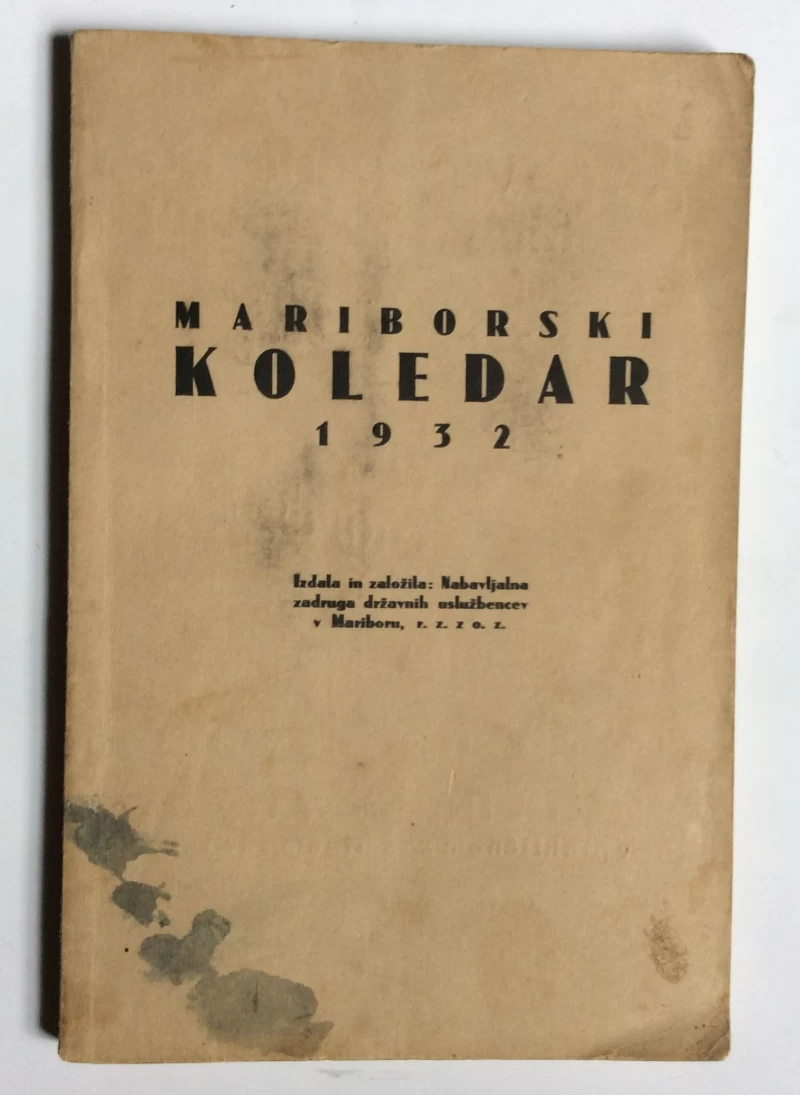 MARIBORSKI
KOLEDAR
1932
Izdala in založila: Nabavljalna
zadruga državnih uslužbencev
v Mariboru, r. z. z o. z.